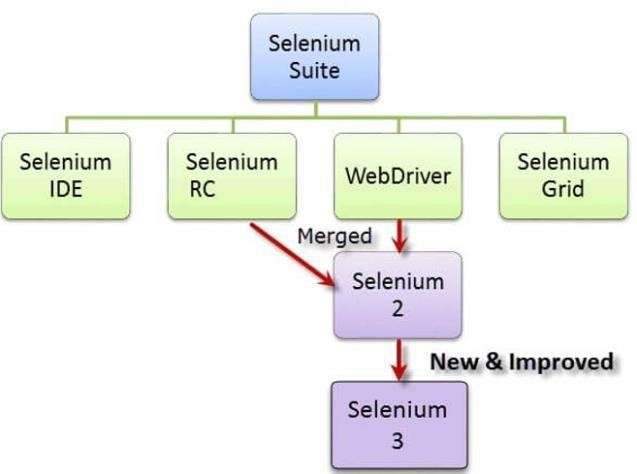 Selenium
Suite
Selenium
IDE
Selenium
RC
WebDriver
Selenium
Grid
Merged
Selenium
2
New & Improved
Selenium
3